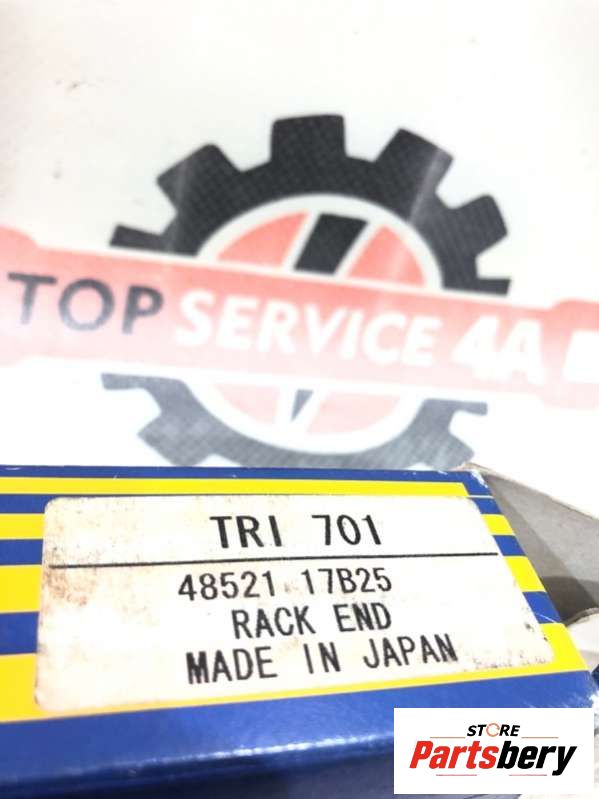 TOP SERVICE 4A
TRI 701
48521 17B25
RACK END
MADE IN JAPAN
STORE
Partsbery